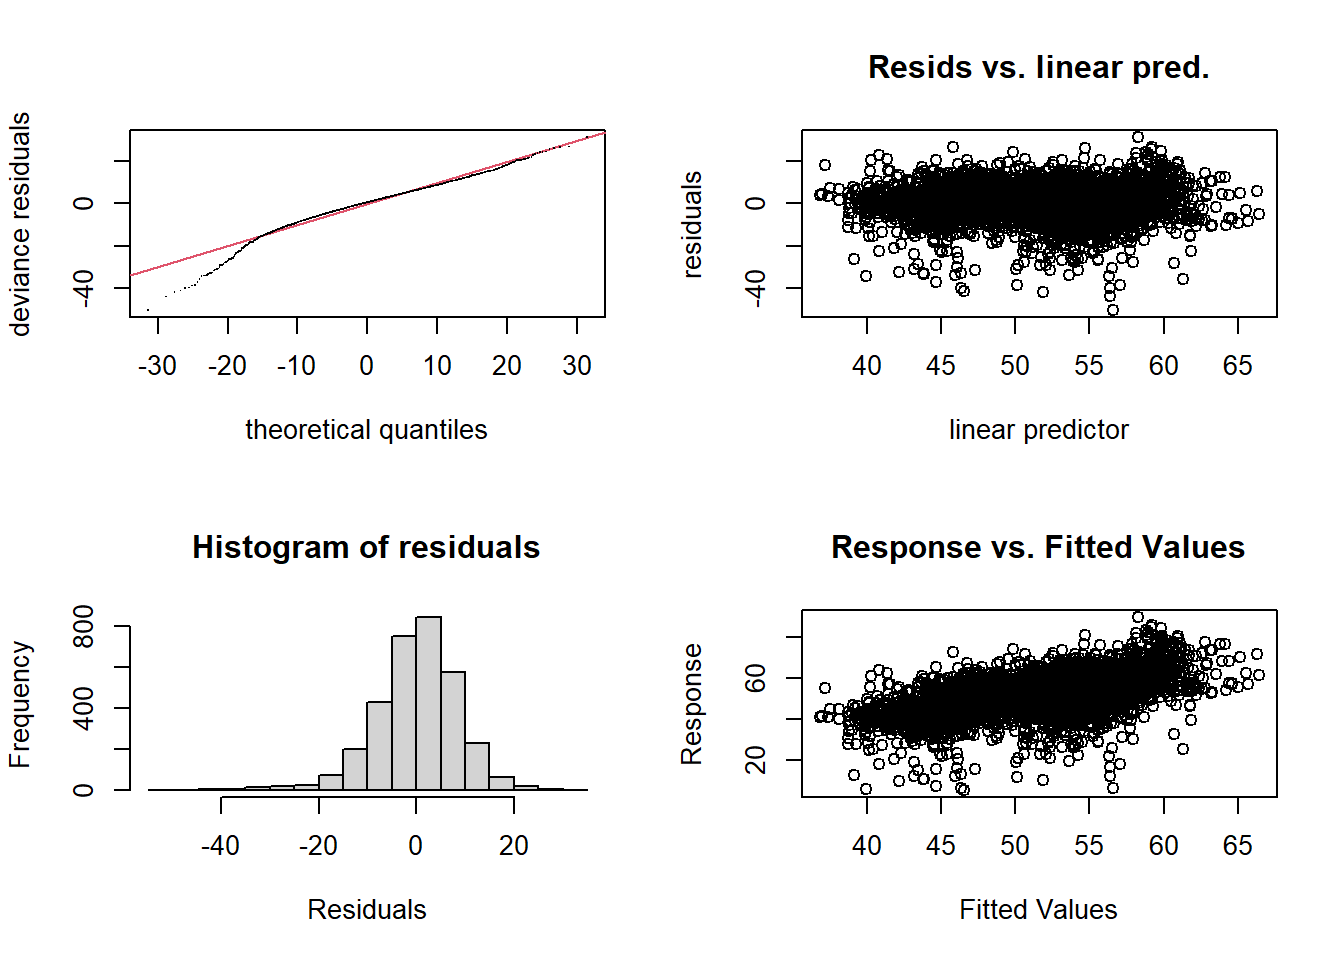 deviance residuals
0
-40
-30 -20 -10 0 10 20 30
theoretical quantiles
Resids vs. linear pred.
residuals
0
-40
40 45 50 55 60 65
linear predictor
Histogram of residuals
Frequency
800
400
0
-40 -20 0 20
Residuals
Response vs. Fitted Values
Response
60
20
40 45 50 55 60 65
Fitted Values